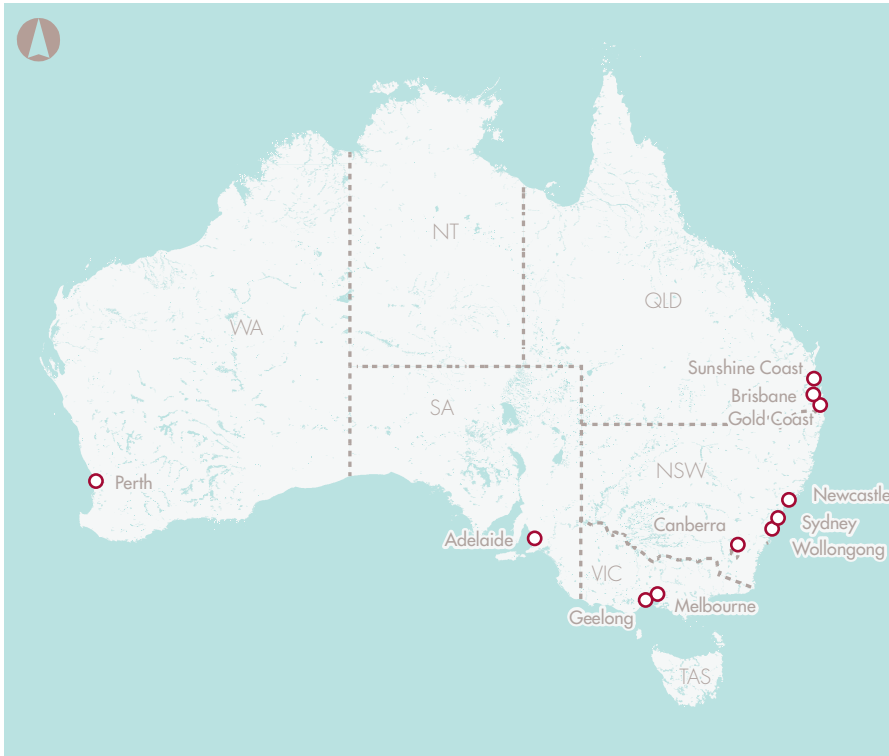 NT
QLD
WA
Sunshine Coast
Brisbane
SA
Gold Coast
NSW
Perth
Newcastle
Canberra
Sydney
Adelaide
Wollongong
VIC
Melbourne
Geelong
TAS